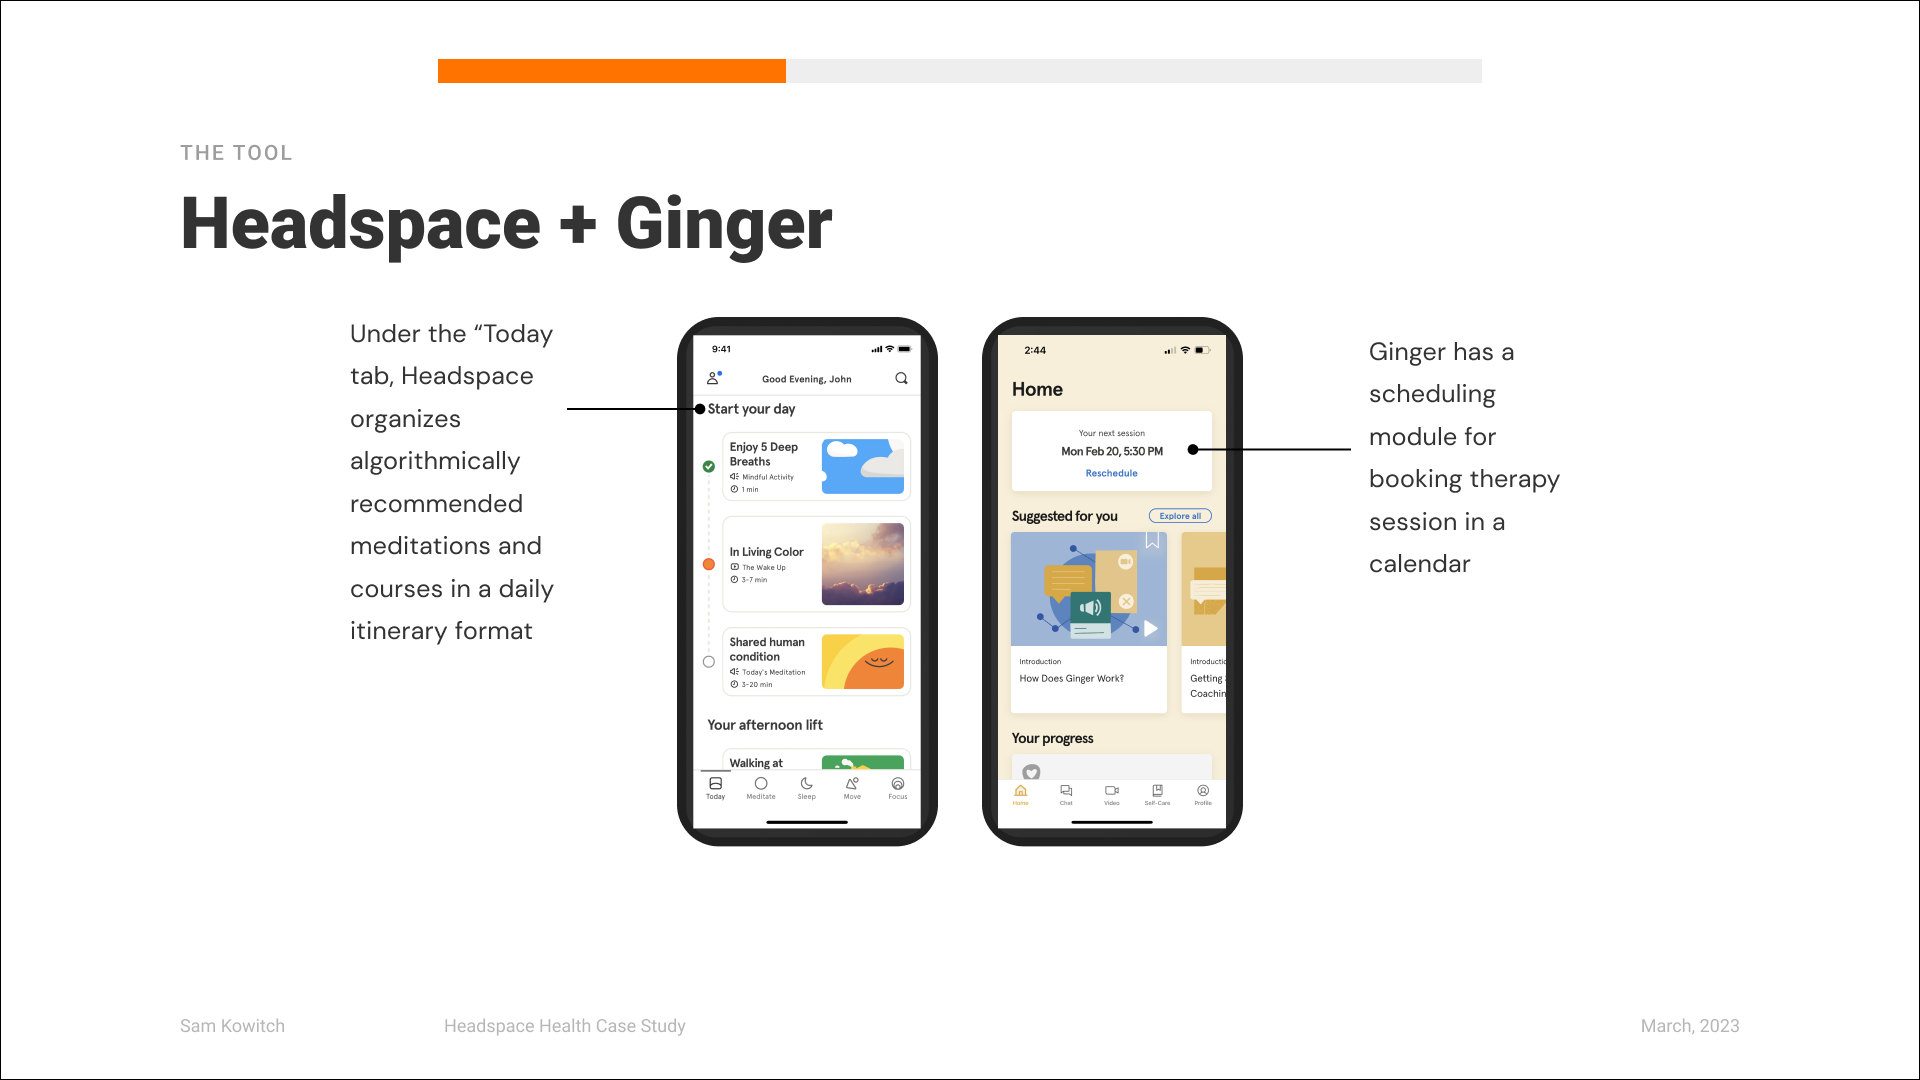 THE TOOL
Headspace + Ginger
Under the “Today
tab, Headspace
organizes
algorithmically
recommended
meditations and
courses in a daily
itinerary format
9:41
Good Evening, John
Start your day
Enjoy 5 Deep
Breaths
Mindful Activity
1 min
In Living Color
The Wake Up
3-7 min
Shared human
condition
Today's Meditation
3-20 min
Your afternoon lift
Walking at
Today Meditate Sleep Move Focus
2:44
Home
Your next session
Mon Feb 20, 5:30 PM
Reschedule
Suggested for you Explore all
Introduction
How Does Ginger Work?
Introductio
Getting
Coachin
Your progress
Home Chat Video Self-Care Profile
Ginger has a
scheduling
module for
booking therapy
session in a
calendar
Sam Kowitch Headspace Health Case Study March, 2023